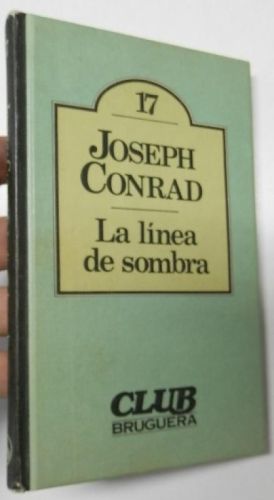 17
JOSEPH
CONRAD
La línea
de sombra
CLUB
BRUGUERA